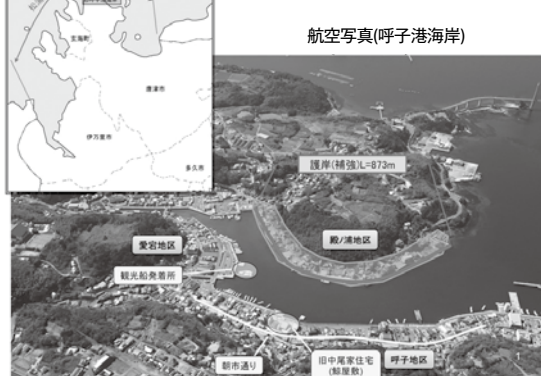 航空写真(呼子港海岸)
玄海町
唐津市
伊万里市
多久市
護岸(補強)L=873m
殿ノ浦地区
愛宕地区
観光船発着所
朝市通り
旧中尾家住宅
(鯨屋敷)
呼子地区